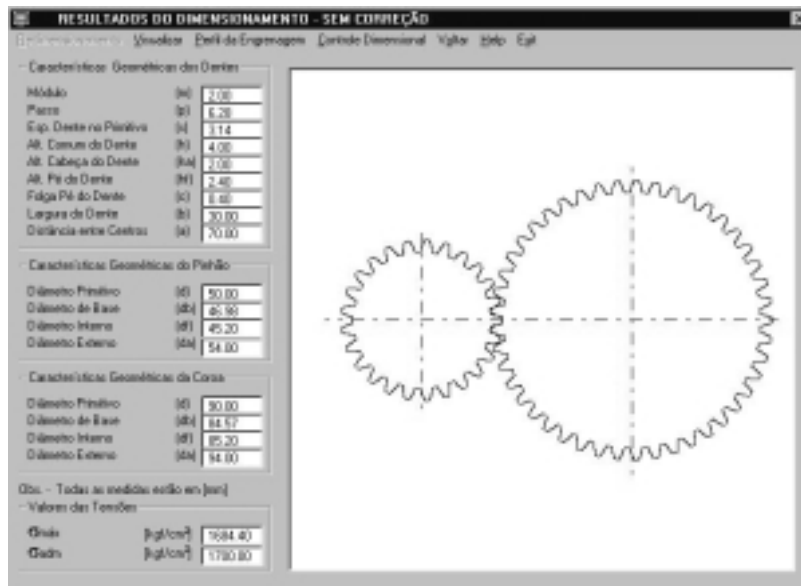 RESULTADOS DO DIMENSIONAMENTO - SEM CORREÇÃO
Visualizar Perfil da Engrenagem Controle Dimensional Voltar Help Exit
Características Geométricas dos Dentes
Módulo (m) 2.00
Passo (p) 6.28
Esp. Dente no Primitivo (s) 3.14
Alt. Comum do Dente (h) 4.00
Alt. Cabeça do Dente (ha) 2.00
Alt. Pé do Dente (hf) 2.40
Folga Pé do Dente (c) 0.40
Largura do Dente (b) 30.00
Distância entre Centros (a) 70.00
Características Geométricas do Pinhão
Diâmetro Primitivo (d) 50.00
Diâmetro de Base (db) 46.98
Diâmetro Interno (df) 45.20
Diâmetro Externo (da) 54.00
Características Geométricas da Coroa
Diâmetro Primitivo (d) 90.00
Diâmetro de Base (db) 84.57
Diâmetro Interno (df) 85.20
Diâmetro Externo (da) 94.00
Obs. - Todas as medidas estão em [mm]
Valores das Tensões
σmáx [kgf/cm²] 1684.40
σadm [kgf/cm²] 1700.00